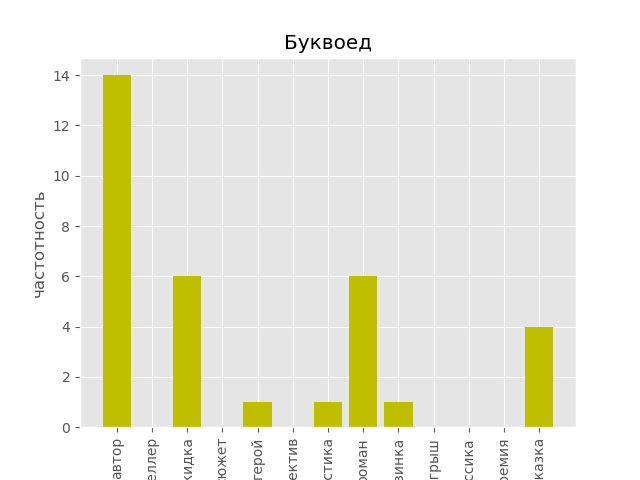 Буквоед
частотность
14
12
10
8
6
4
2
0
автор
еллер
кидка
южет
герой
ектив
стика
роман
винка
грыш
ссика
ремия
казка